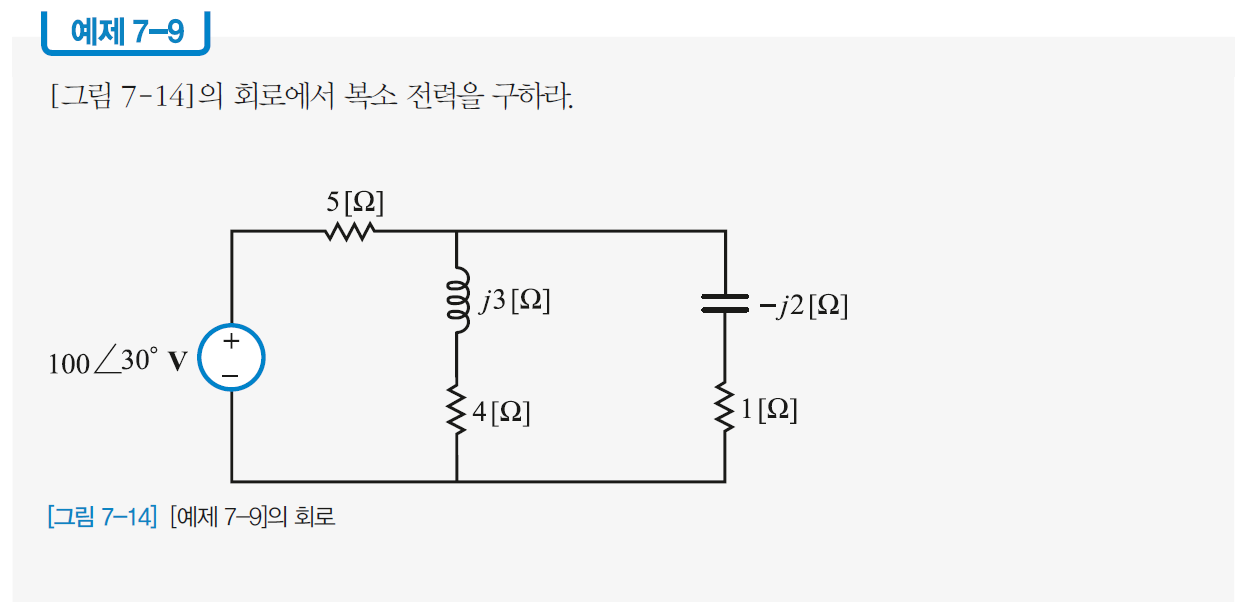 예제 7-9
[그림 7-14]의 회로에서 복소 전력을 구하라.
5[Ω]
j3[Ω]
-j2[Ω]
100∠30° V
+
−
4[Ω]
1[Ω]
[그림 7-14] [예제 7-9]의 회로